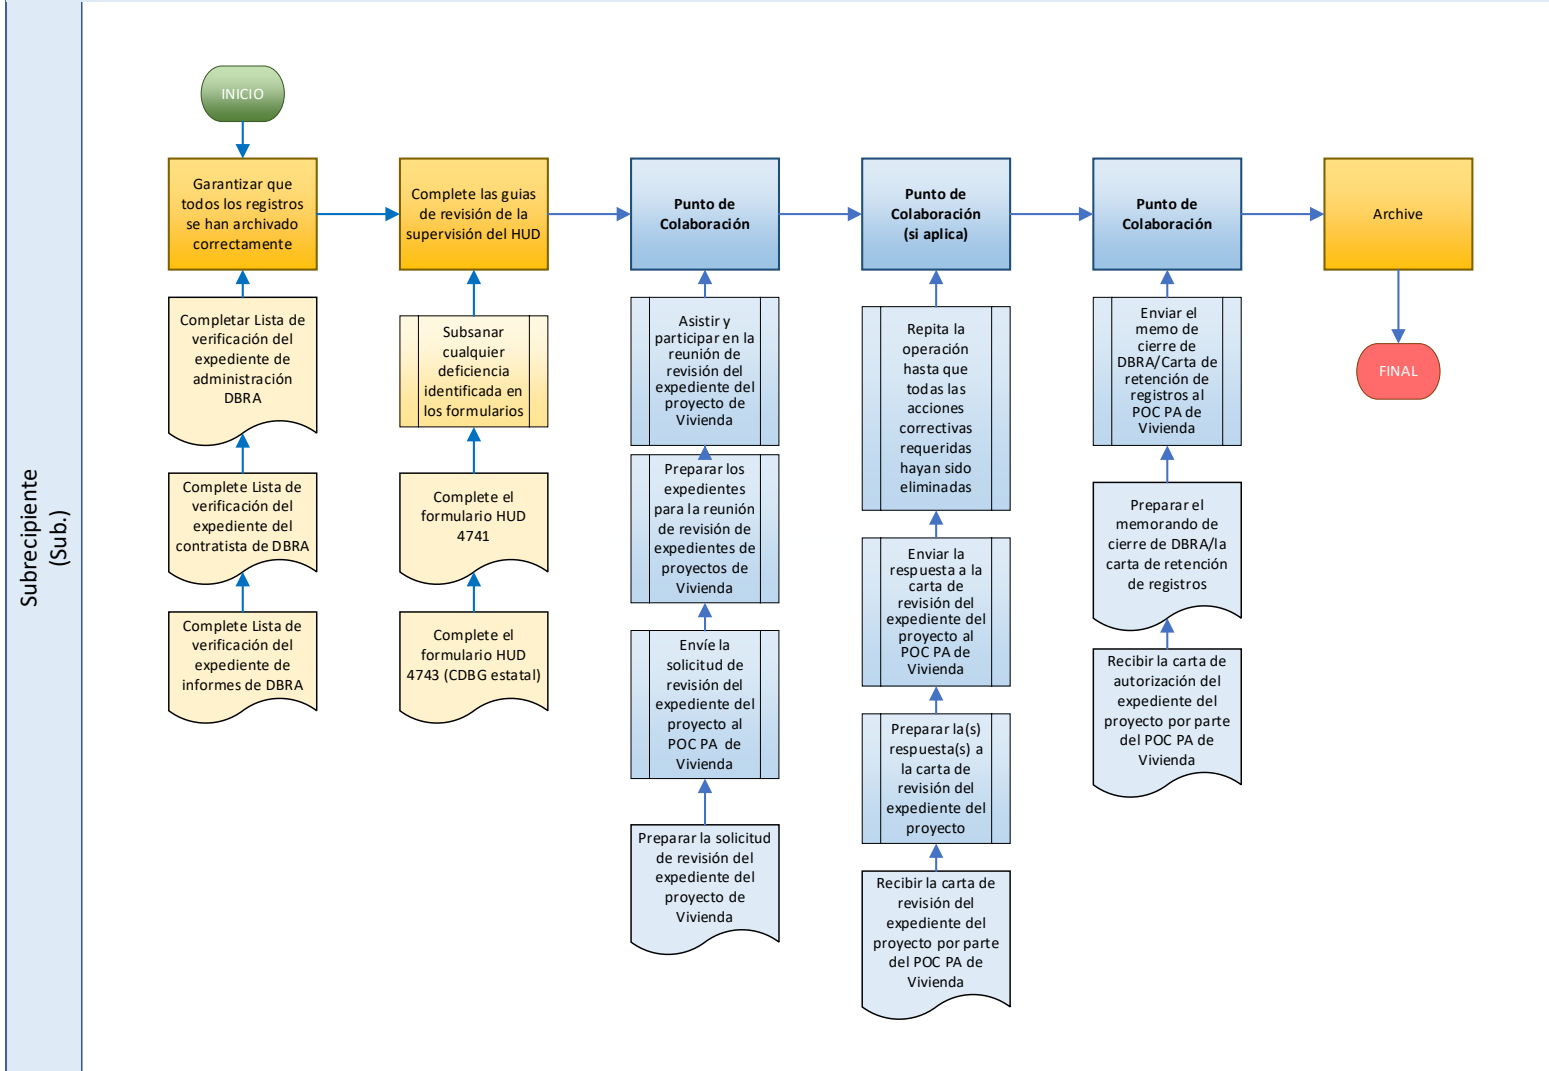 Subrecipiente
(Sub.)
INICIO
Garantizar que
todos los registros
se han archivado
correctamente
Completar Lista de
verificación del
expediente de
administración
DBRA
Complete Lista de
verificación del
expediente del
contratista de DBRA
Complete Lista de
verificación del
expediente de
informes de DBRA
Complete las guias
de revisión de la
supervisión del HUD
Subsanar
cualquier
deficiencia
identificada en
los formularios
Complete el
formulario HUD
4741
Complete el
formulario HUD
4743 (CDBG estatal)
Punto de
Colaboración
Asistir y
participar en la
reunión de
revisión del
expediente del
proyecto de
Vivienda
Preparar los
expedientes
para la reunión
de revisión de
expedientes de
proyectos de
Vivienda
Envíe la
solicitud de
revisión del
expediente del
proyecto al
POC PA de
Vivienda
Preparar la solicitud
de revisión del
expediente del
proyecto de
Vivienda
Punto de
Colaboración
(si aplica)
Repita la
operación
hasta que
todas las
acciones
correctivas
requeridas
hayan sido
eliminadas
Enviar la
respuesta a la
carta de
revisión del
expediente del
proyecto al
POC PA de
Vivienda
Preparar la(s)
respuesta(s) a
la carta de
revisión del
expediente del
proyecto
Recibir la carta de
revisión del
expediente del
proyecto por parte
del POC PA de
Vivienda
Punto de
Colaboración
Enviar el
memo de
cierre de
DBRA/Carta de
retención de
registros al
POC PA de
Vivienda
Preparar el
memorando de
cierre de DBRA/la
carta de retención
de registros
Recibir la carta de
autorización del
expediente del
proyecto por parte
del POC PA de
Vivienda
Archive
FINAL